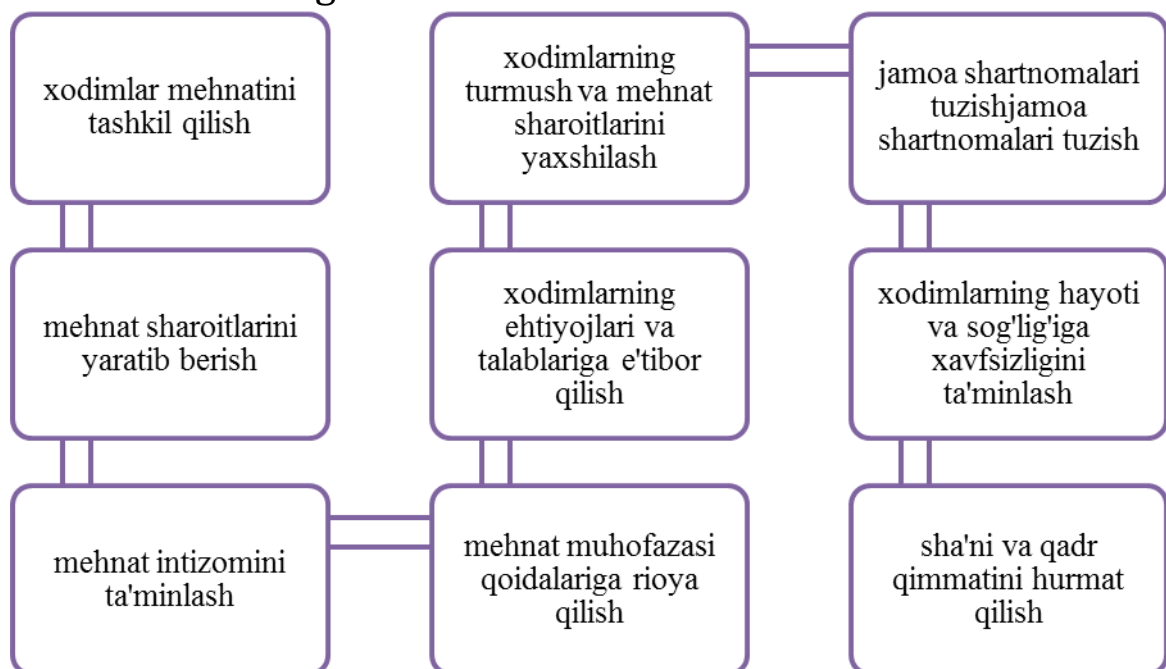 xodimlar mehnatini
tashkil qilish
mehnat sharoitlarini
yaratib berish
mehnat intizomini
ta'minlash
mehnat muhofazasi
qoidalariga rioya
qilish
xodimlarning
ehtiyojlari va
talablariga e'tibor
qilish
xodimlarning
turmush va mehnat
sharoitlarini
yaxshilash
jamoa shartnomalari
tuzishjamoa
shartnomalari tuzish
xodimlarning hayoti
va sog'lig'iga
xavfsizligini
ta'minlash
sha'ni va qadr
qimmatini hurmat
qilish